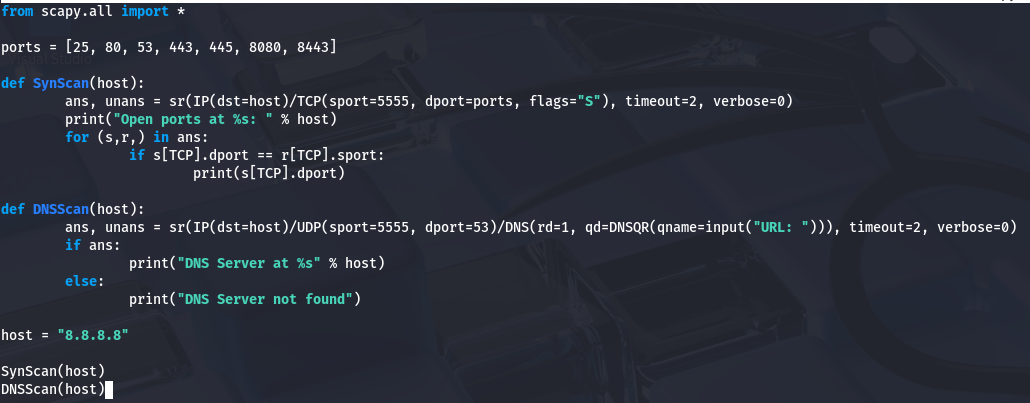 from scapy.all import *
ports = [25, 80, 53, 443, 445, 8080, 8443]
def SynScan(host):
        ans, unans = sr(IP(dst=host)/TCP(sport=5555, dport=ports, flags="S"), timeout=2, verbose=0)
        print("Open ports at %s: " % host)
        for (s,r,) in ans:
                if s[TCP].dport == r[TCP].sport:
                        print(s[TCP].dport)
def DNSScan(host):
        ans, unans = sr(IP(dst=host)/UDP(sport=5555, dport=53)/DNS(rd=1, qd=DNSQR(qname=input("URL: "))), timeout=2, verbose=0)
        if ans:
                print("DNS Server at %s" % host)
        else:
                print("DNS Server not found")
host = "8.8.8.8"
SynScan(host)
DNSScan(host)